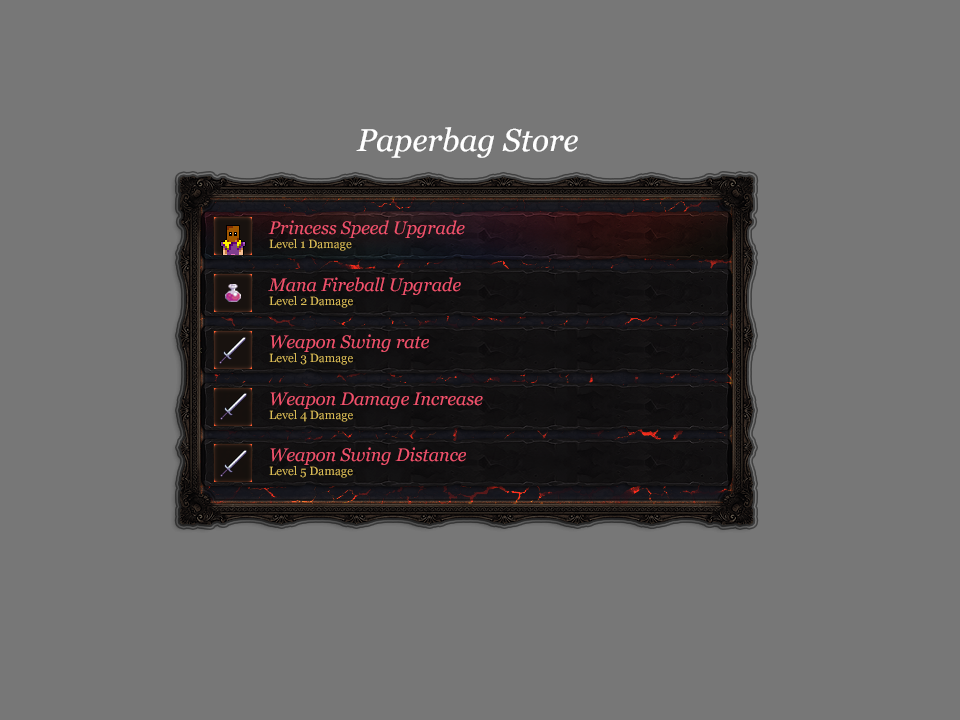 Paperbag Store
Princess Speed Upgrade
Level 1 Damage
Mana Fireball Upgrade
Level 2 Damage
Weapon Swing rate
Level 3 Damage
Weapon Damage Increase
Level 4 Damage
Weapon Swing Distance
Level 5 Damage